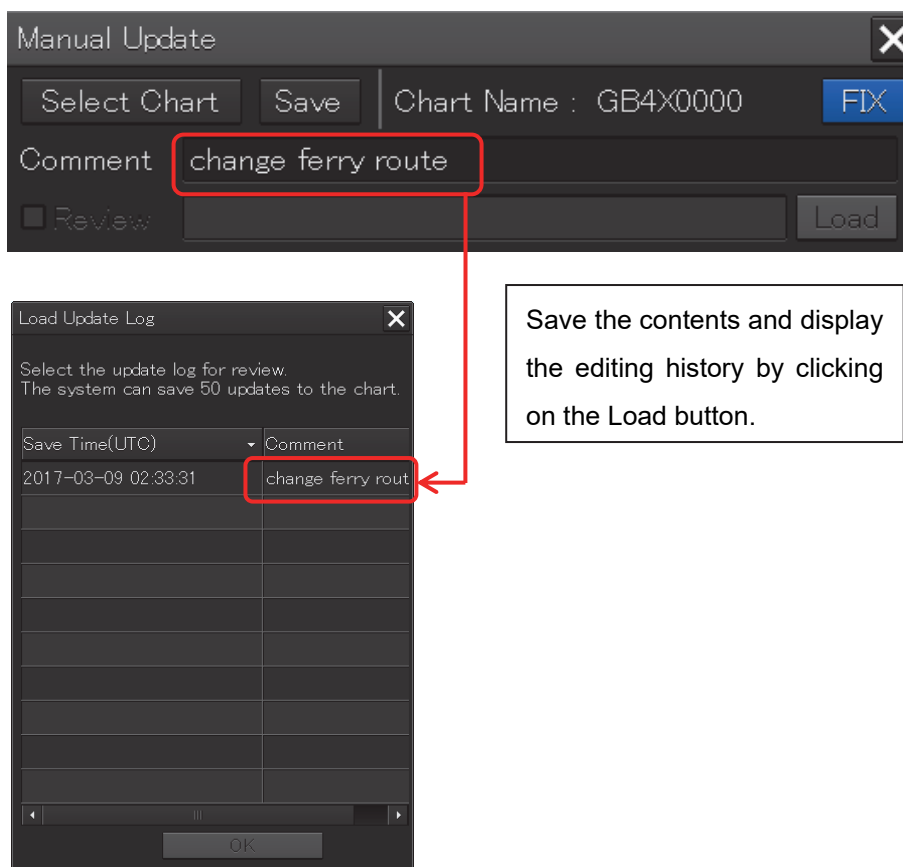 Manual Update
Select Chart Save Chart Name : GB4X0000 FIX
Comment change ferry route
Review Load
Load Update Log
Select the update log for review.
The system can save 50 updates to the chart.
Save Time(UTC) Comment
2017-03-09 02:33:31 change ferry rout
OK
Save the contents and display
the editing history by clicking
on the Load button.